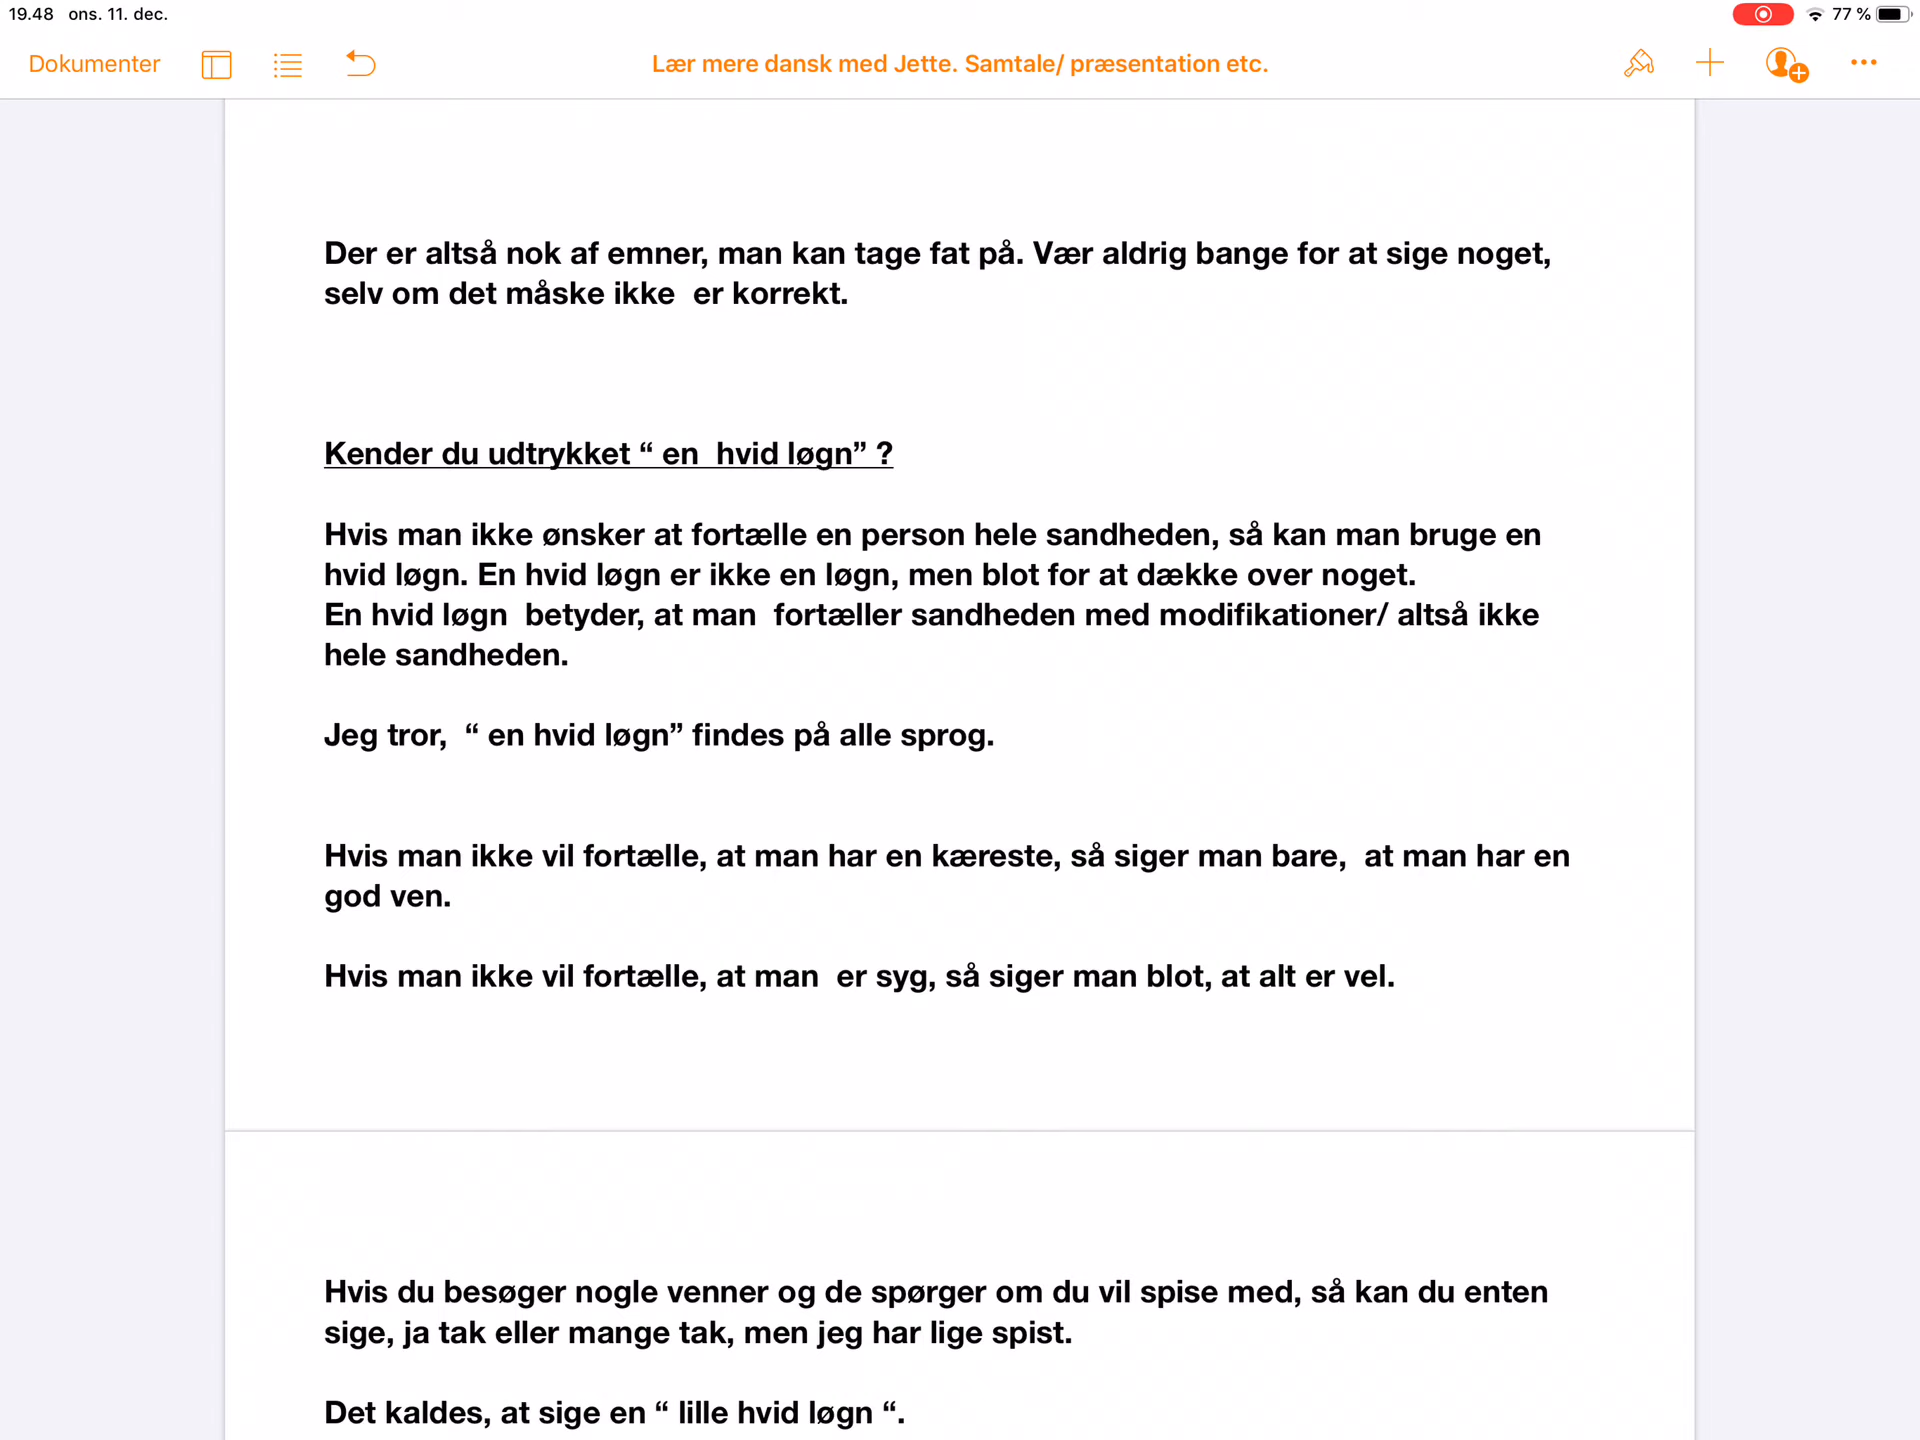 19.48 ons. 11. dec.
77 %
Dokumenter
Lær mere dansk med Jette. Samtale/ præsentation etc.
Der er altså nok af emner, man kan tage fat på. Vær aldrig bange for at sige noget,
selv om det måske ikke  er korrekt.
Kender du udtrykket “ en  hvid løgn” ?
Hvis man ikke ønsker at fortælle en person hele sandheden, så kan man bruge en
hvid løgn. En hvid løgn er ikke en løgn, men blot for at dække over noget.
En hvid løgn  betyder, at man  fortæller sandheden med modifikationer/ altså ikke
hele sandheden.
Jeg tror,  “ en hvid løgn” findes på alle sprog.
Hvis man ikke vil fortælle, at man har en kæreste, så siger man bare,  at man har en
god ven.
Hvis man ikke vil fortælle, at man  er syg, så siger man blot, at alt er vel.
Hvis du besøger nogle venner og de spørger om du vil spise med, så kan du enten
sige, ja tak eller mange tak, men jeg har lige spist.
Det kaldes, at sige en “ lille hvid løgn “.